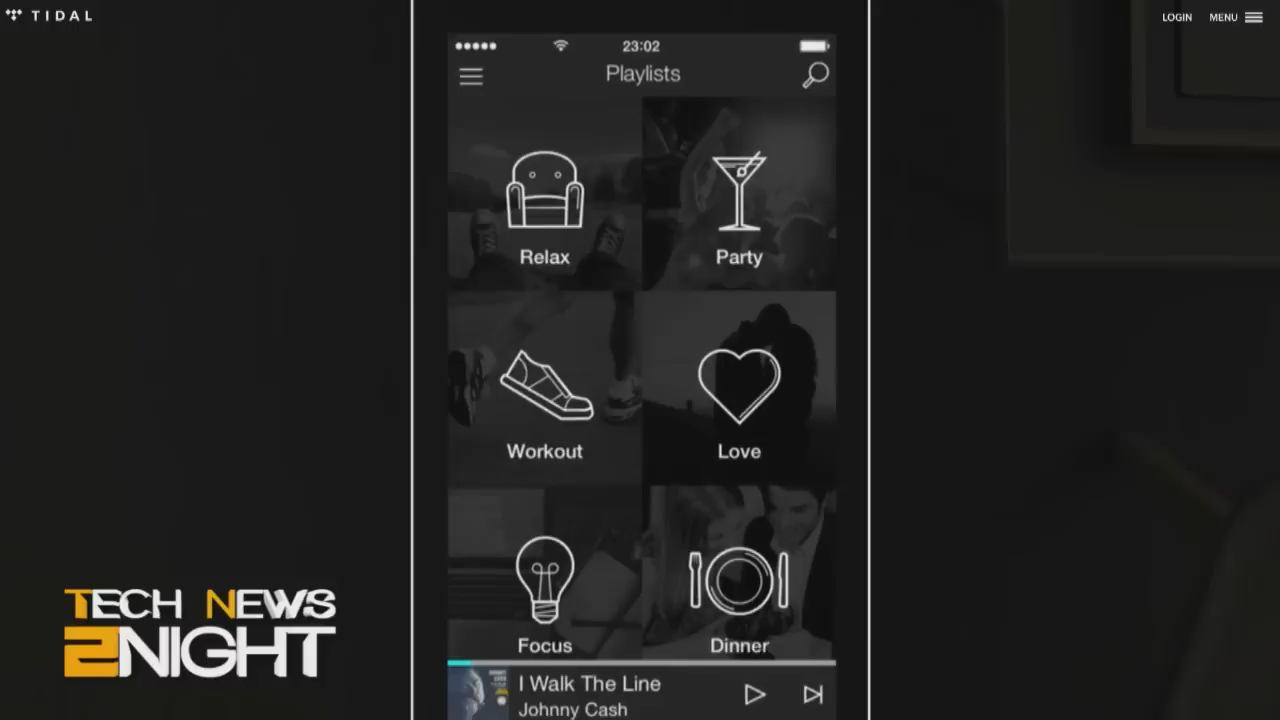 TIDAL
LOGIN MENU
23:02
Playlists
Relax Party
Workout Love
Focus Dinner
I Walk The Line
Johnny Cash
TECH NEWS
2NIGHT